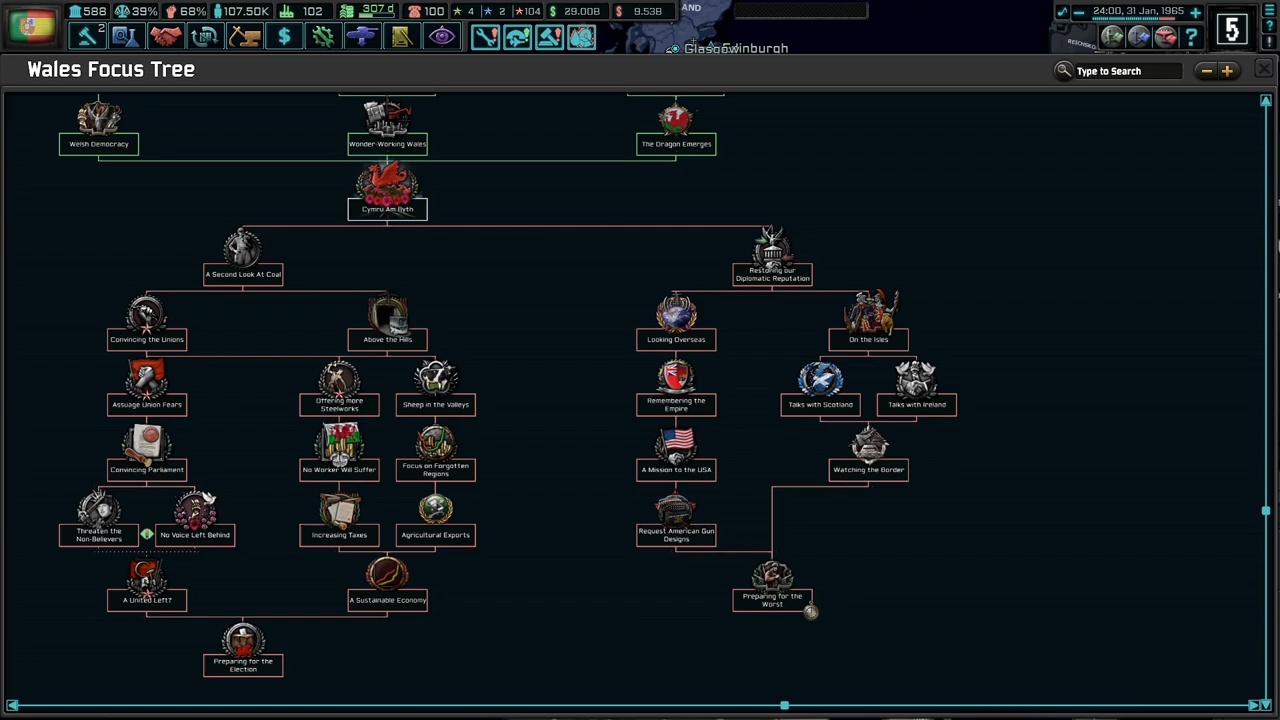 588 39% 68% 107.50K 102 307 d 100 4 2 *104 $ 29.00B $ 9.53B
AND
24:00, 31 Jan, 1965
5
Glasgow Edinburgh
Wales Focus Tree
Type to Search
Welsh Democracy
Wonder-Working Wales
The Dragon Emerges
Cymru Am Byth
A Second Look At Coal
Restoring our
Diplomatic Reputation
Convincing the Unions
Above the Hills
Looking Overseas
On the Isles
Assuage Union Fears
Offering more
Steelworks
Sheep in the Valleys
Remembering the
Empire
Talks with Scotland
Talks with Ireland
Convincing Parliament
No Worker Will Suffer
Focus on Forgotten
Regions
A Mission to the USA
Watching the Border
Threaten the
Non-Believers
No Voice Left Behind
Increasing Taxes
Agricultural Exports
Request American Gun
Designs
A United Left?
A Sustainable Economy
Preparing for the
Worst
Preparing for the
Election